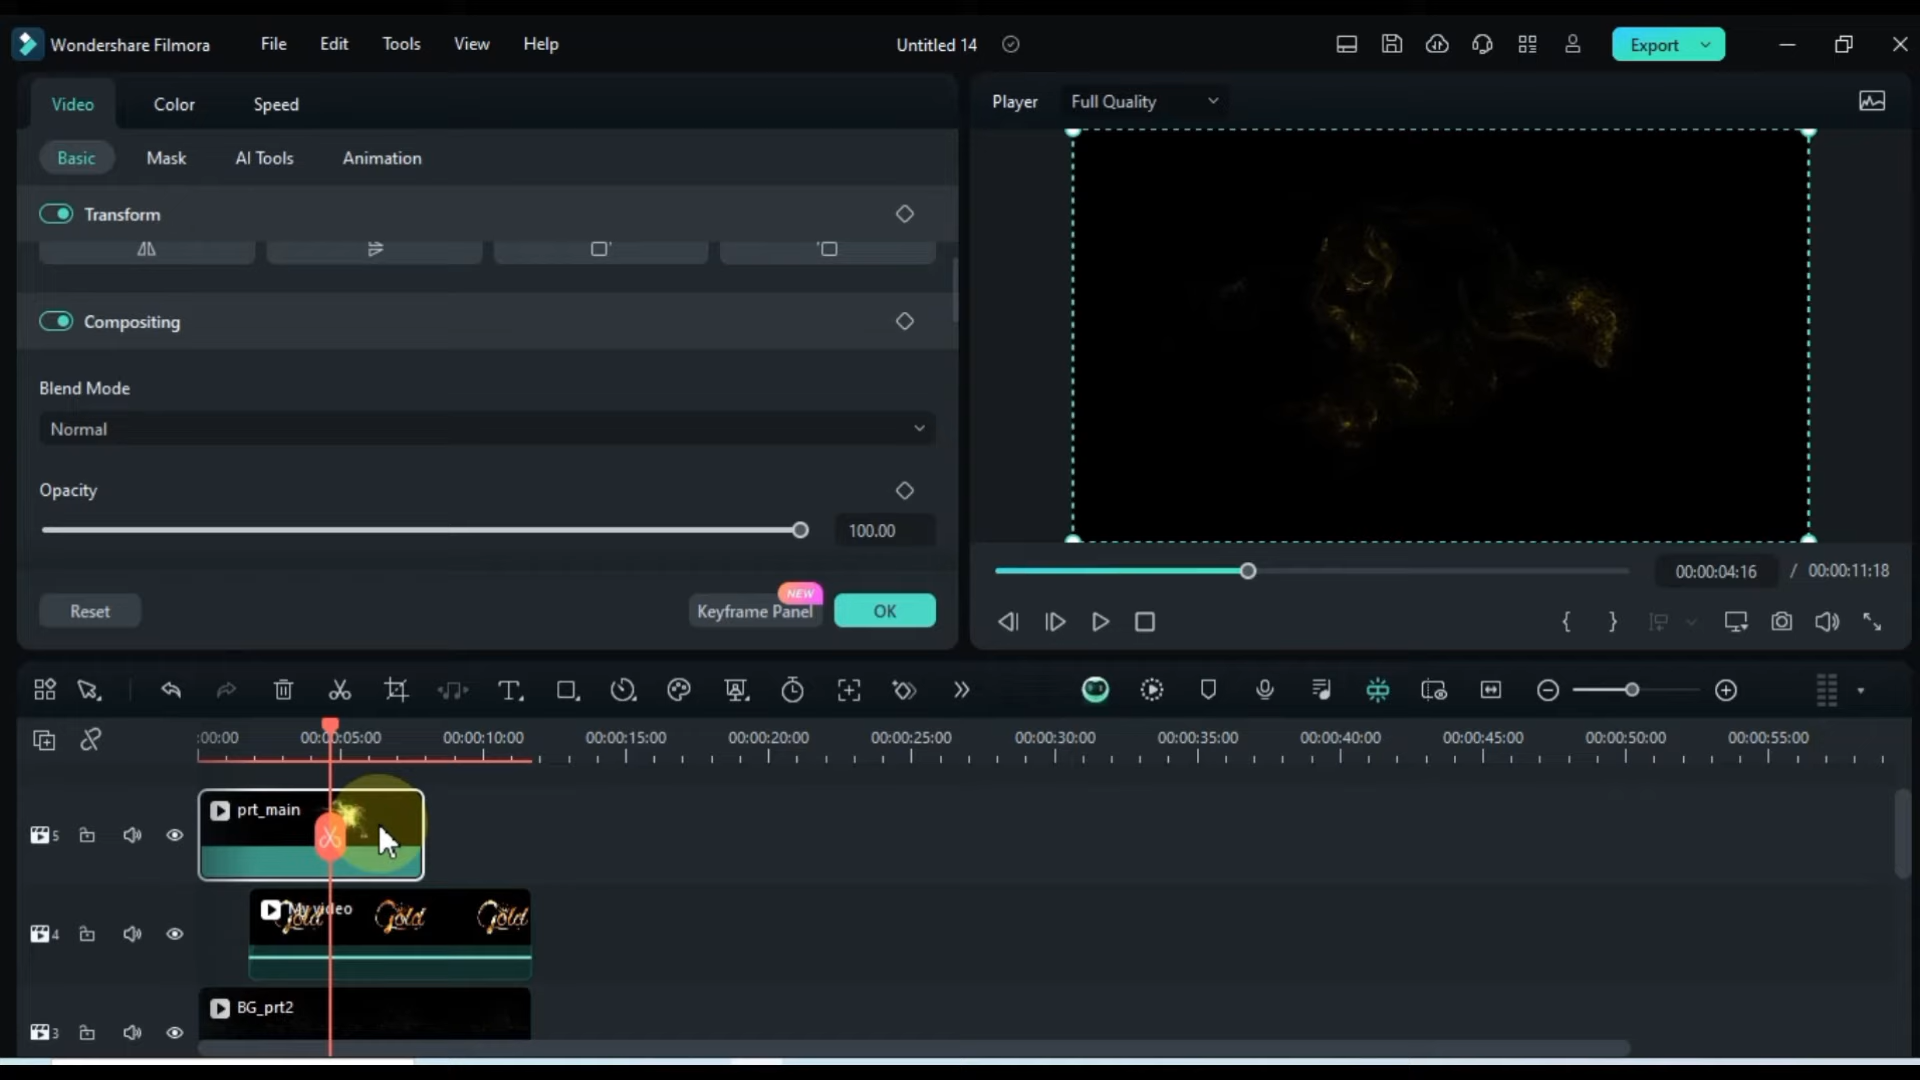 Wondershare Filmora File Edit Tools View Help Untitled 14 Export
Video Color Speed
Player Full Quality
Basic Mask AI Tools Animation
Transform
Compositing
Blend Mode
Normal
Opacity
100.00
00:00:04:16 / 00:00:11:18
NEW
Reset Keyframe Panel OK
:00:00 00:00:05:00 00:00:10:00 00:00:15:00 00:00:20:00 00:00:25:00 00:00:30:00 00:00:35:00 00:00:40:00 00:00:45:00 00:00:50:00 00:00:55:00
prt_main
5
My video
Gold Gold Gold
4
BG_prt2
3